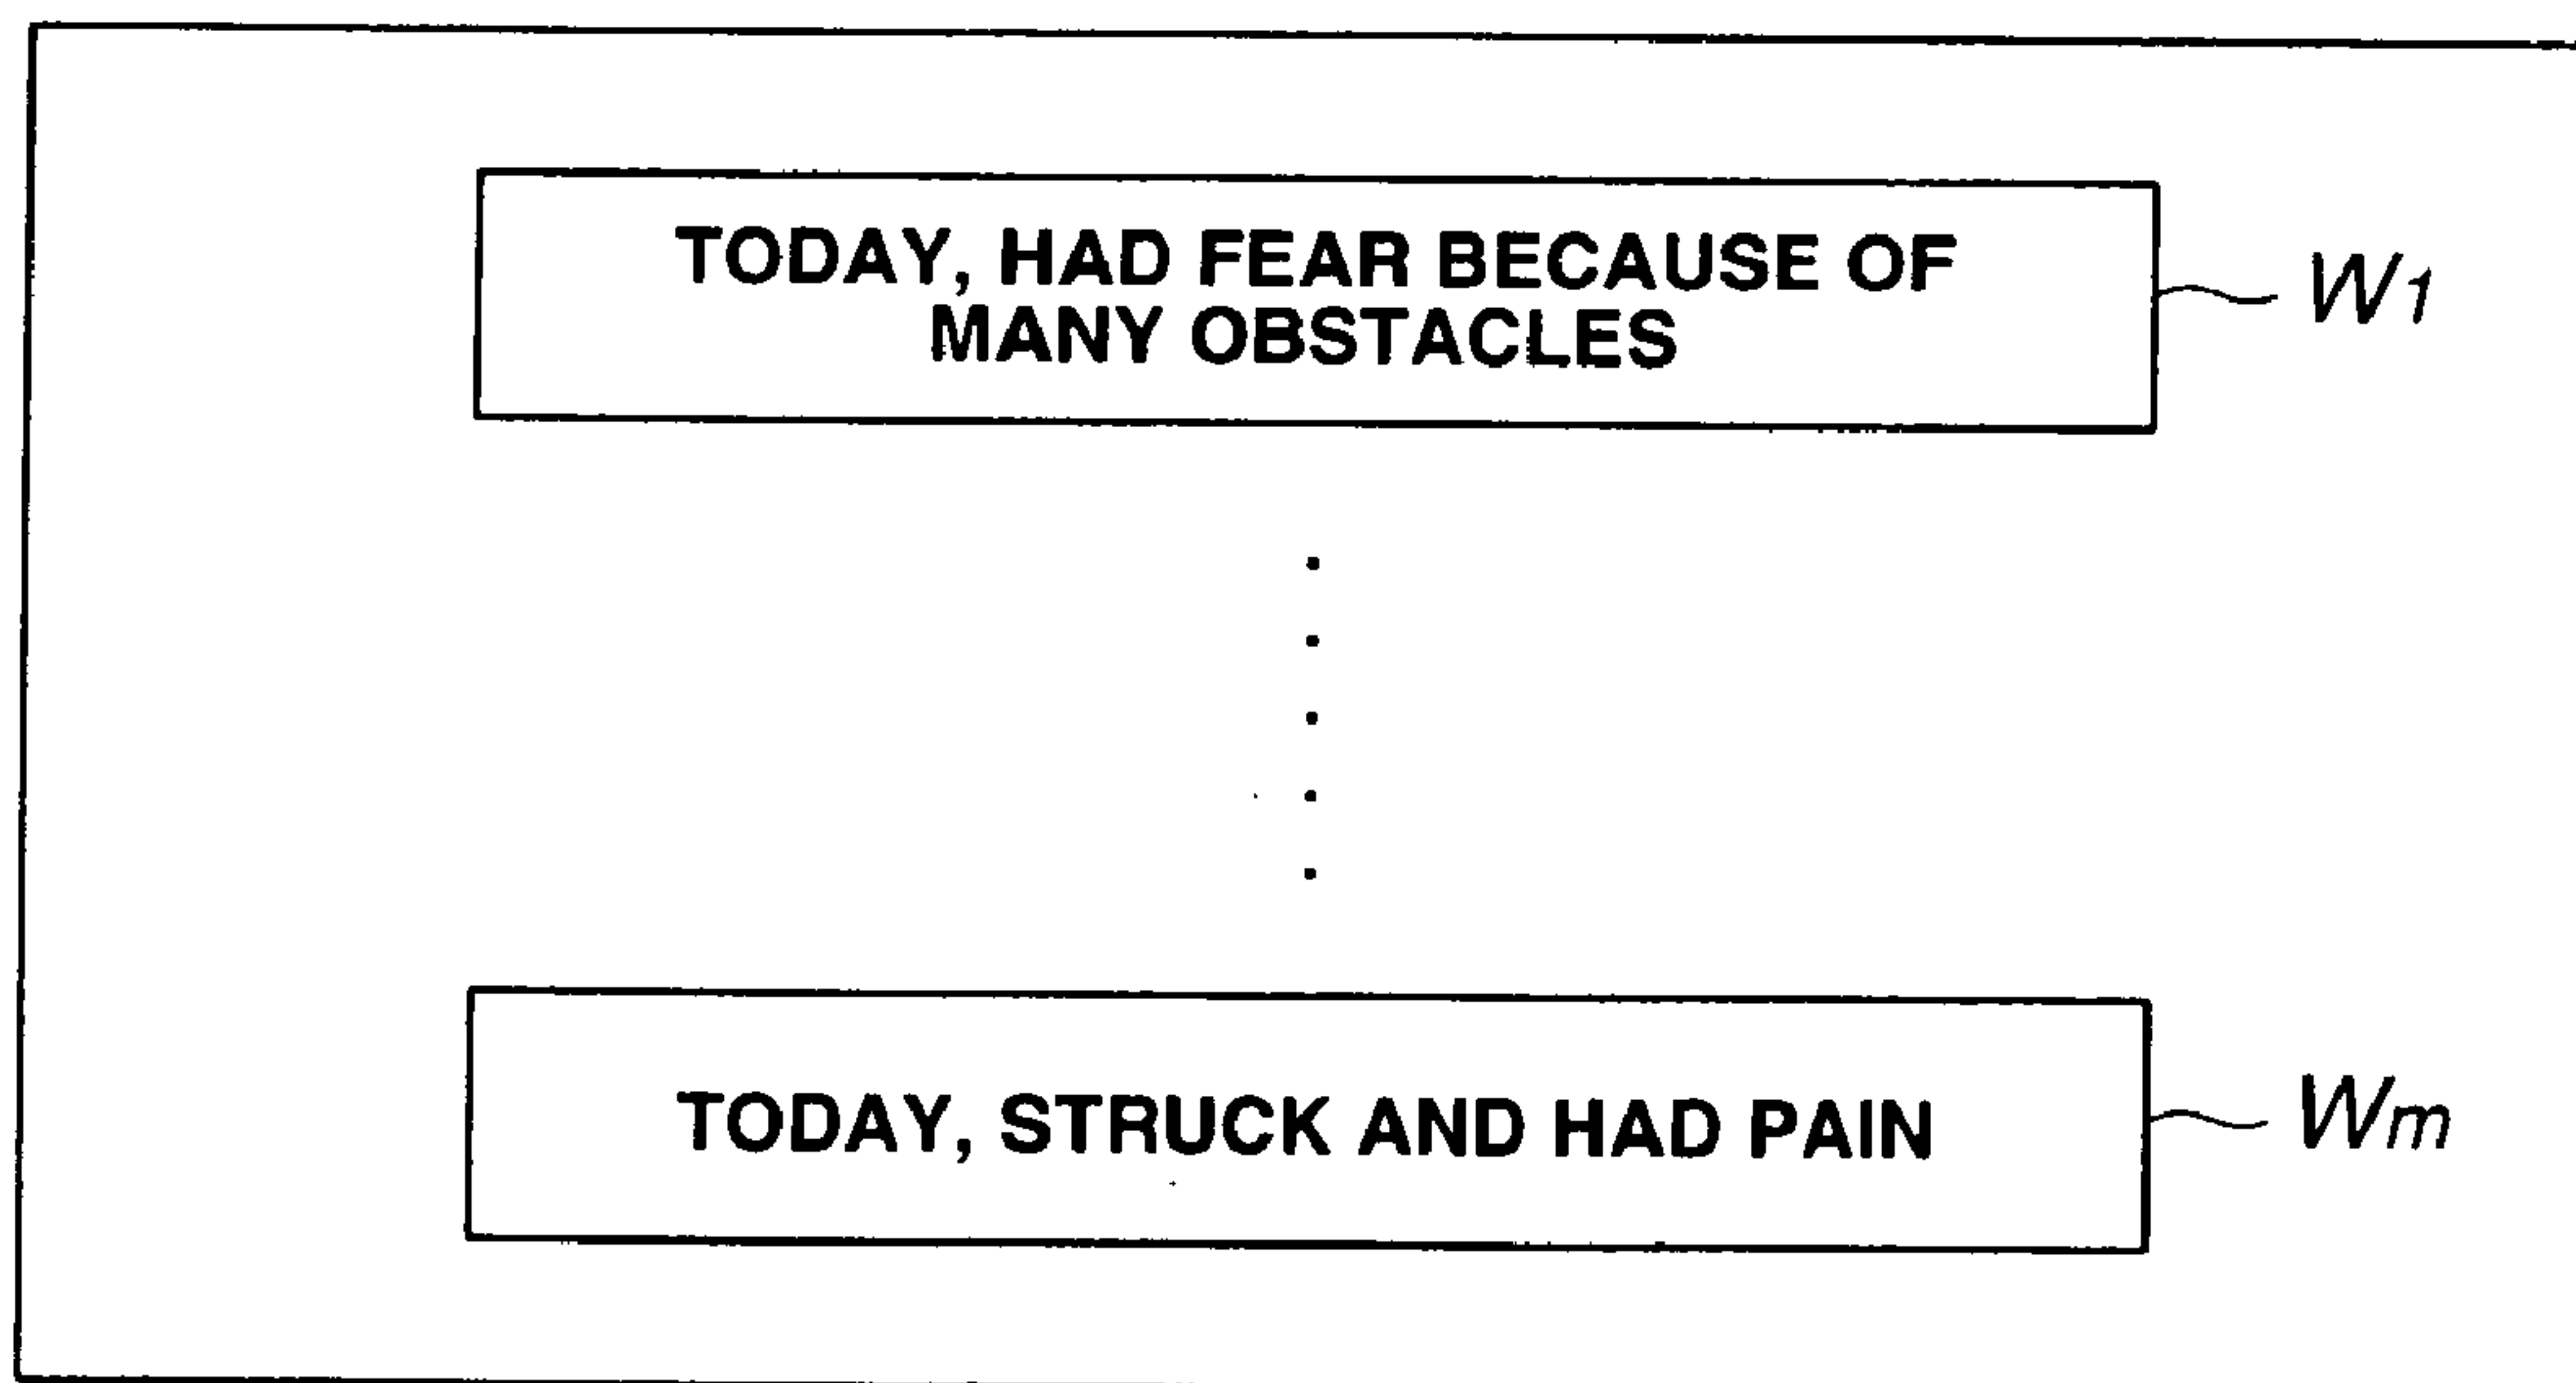 TODAY, HAD FEAR BECAUSE OF
MANY OBSTACLES
W1
TODAY, STRUCK AND HAD PAIN
Wm